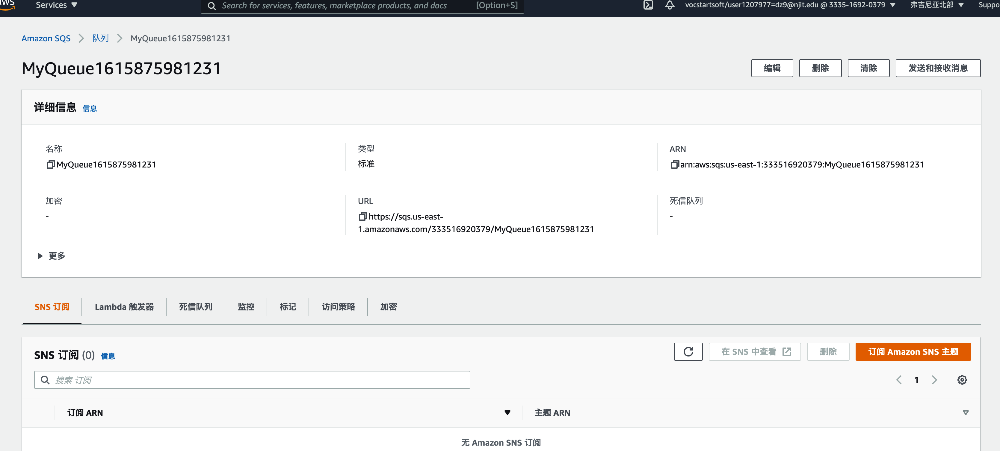 aws
Services
Search for services, features, marketplace products, and docs [Option+S]
vocstartsoft/user1207977=dz9@njit.edu @ 3335-1692-0379
弗吉尼亚北部
Amazon SQS
队列
MyQueue1615875981231
MyQueue1615875981231
编辑
删除
清除
发送和接收消息
详细信息 信息
名称
MyQueue1615875981231
类型
标准
ARN
arn:aws:sqs:us-east-1:333516920379:MyQueue1615875981231
加密
-
URL
https://sqs.us-east-
1.amazonaws.com/333516920379/MyQueue1615875981231
死信队列
-
更多
SNS 订阅
Lambda 触发器
死信队列
监控
标记
访问策略
加密
SNS 订阅 (0) 信息
在 SNS 中查看
删除
订阅 Amazon SNS 主题
搜索 订阅
1
订阅 ARN
主题 ARN
无 Amazon SNS 订阅